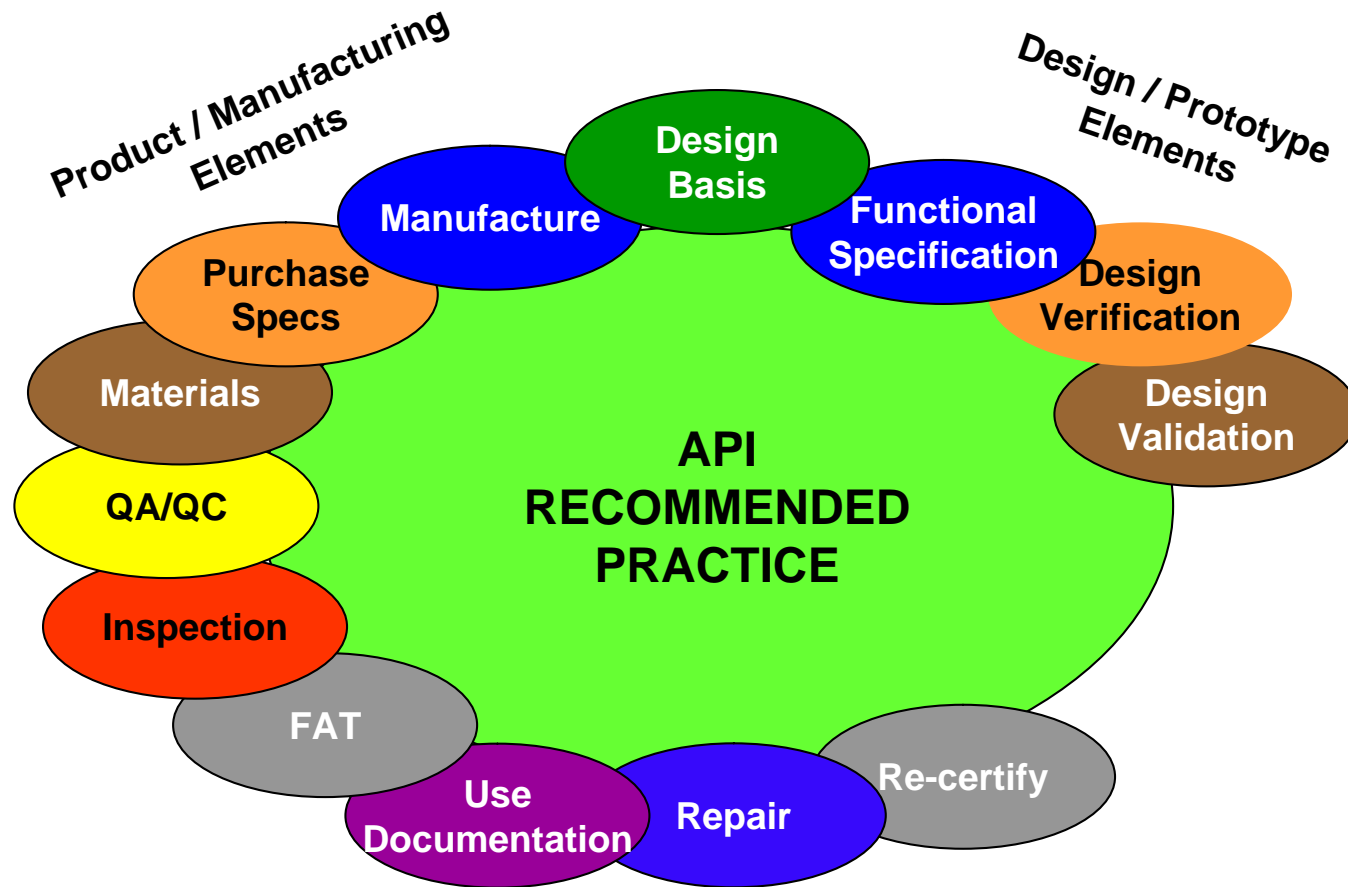 Product / Manufacturing
Elements
Design / Prototype
Elements
Design
Basis
Manufacture
Functional
Specification
Purchase
Specs
Design
Verification
Materials
Design
Validation
API
RECOMMENDED
PRACTICE
QA/QC
Inspection
FAT
Re-certify
Use
Documentation
Repair